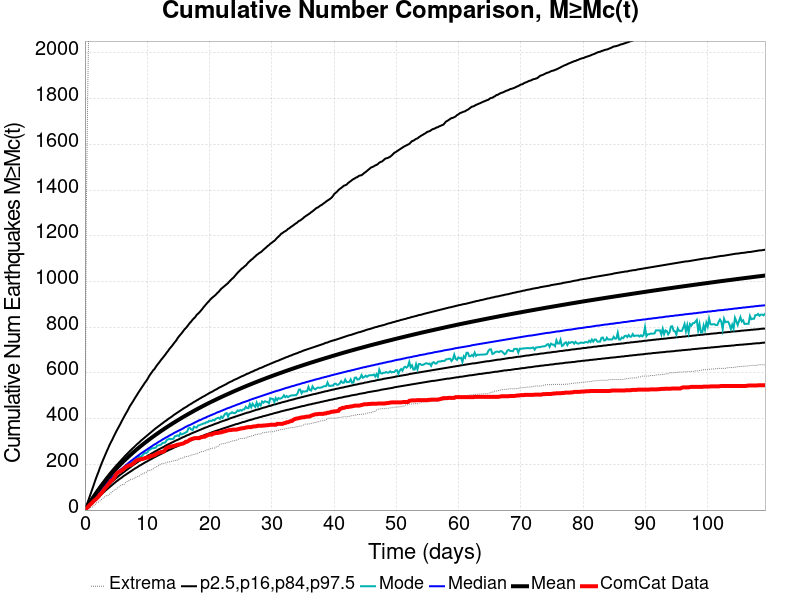 Cumulative Number Comparison, M≥Mc(t)
Cumulative Num Earthquakes M≥Mc(t)
2000
1800
1600
1400
1200
1000
800
600
400
200
0
0 10 20 30 40 50 60 70 80 90 100
Time (days)
Extrema p2.5,p16,p84,p97.5 Mode Median Mean ComCat Data